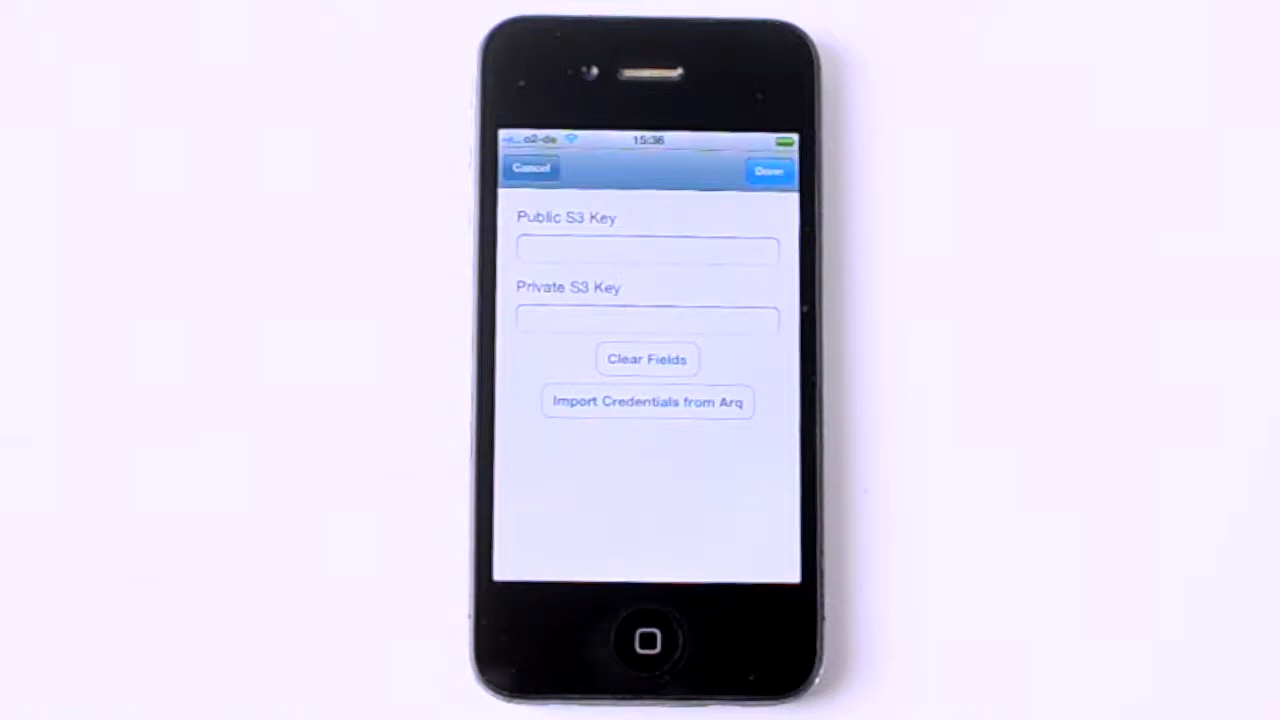 o2-de 15:36
Cancel Done
Public S3 Key
Private S3 Key
Clear Fields
Import Credentials from Arq